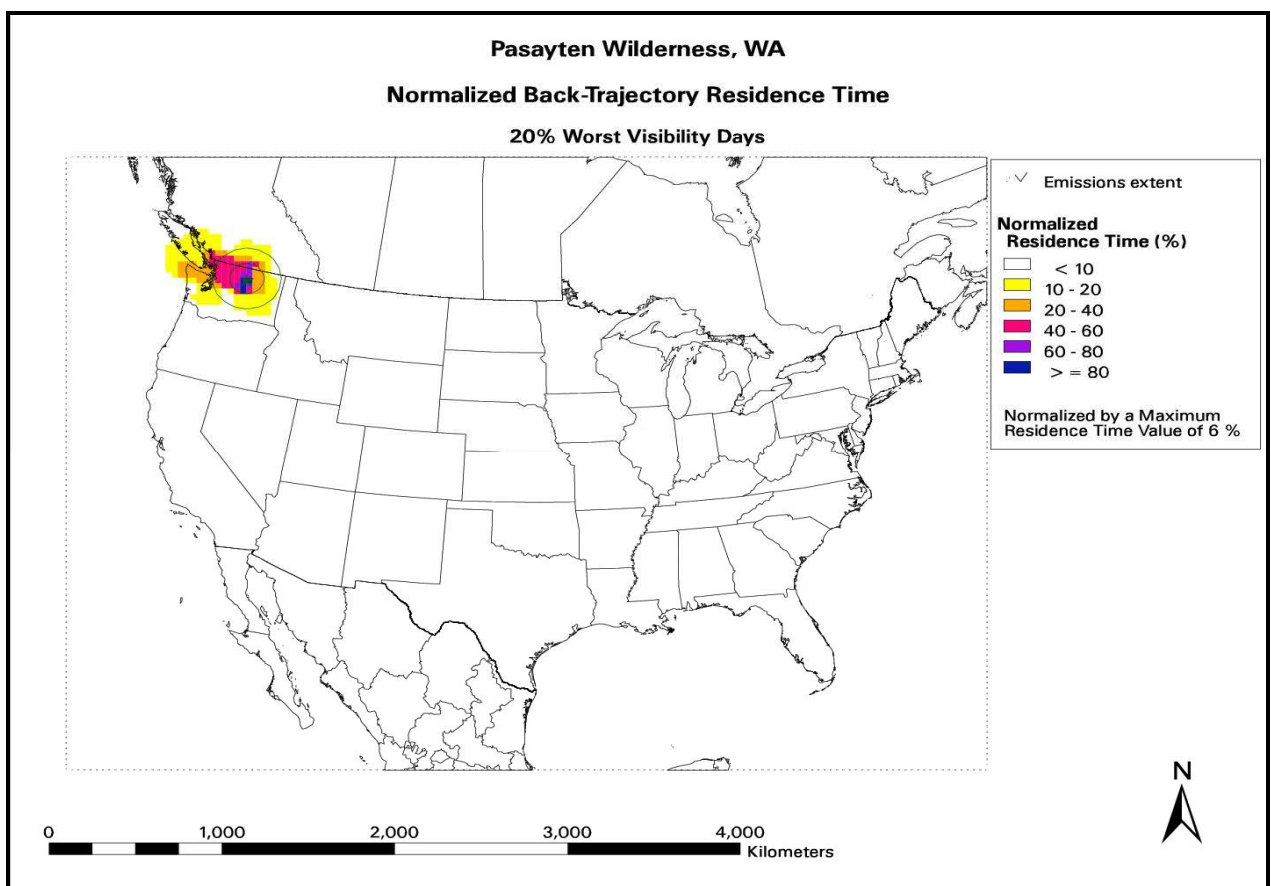 Pasayten Wilderness, WA
Normalized Back-Trajectory Residence Time
20% Worst Visibility Days
Emissions extent
Normalized
Residence Time (%)
< 10
10 - 20
20 - 40
40 - 60
60 - 80
> = 80
Normalized by a Maximum
Residence Time Value of 6 %
N
0 1,000 2,000 3,000 4,000
Kilometers